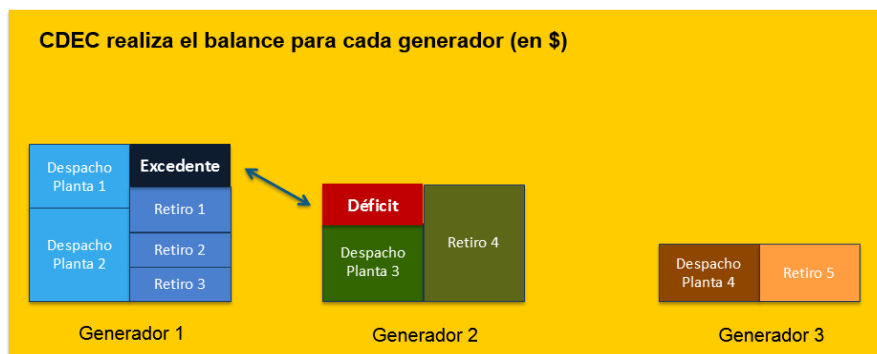 CDEC realiza el balance para cada generador (en $)
Despacho
Planta 1
Despacho
Planta 2
Excedente
Retiro 1
Retiro 2
Retiro 3
Generador 1
Déficit
Despacho
Planta 3
Retiro 4
Generador 2
Despacho
Planta 4
Retiro 5
Generador 3